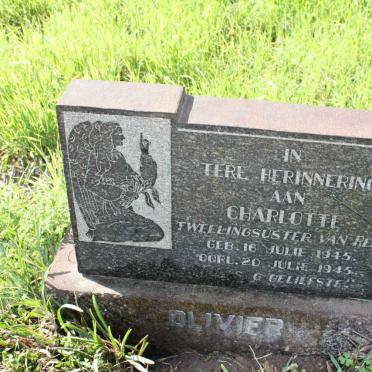 IN
TERE HERINNERING
AAN
CHARLOTTE
TWEELINGSUSTER VAN
GEB. 16 JULIE 1945.
OORL. 20 JULIE 1945.
O GELIEFSTE.
OLIVIER